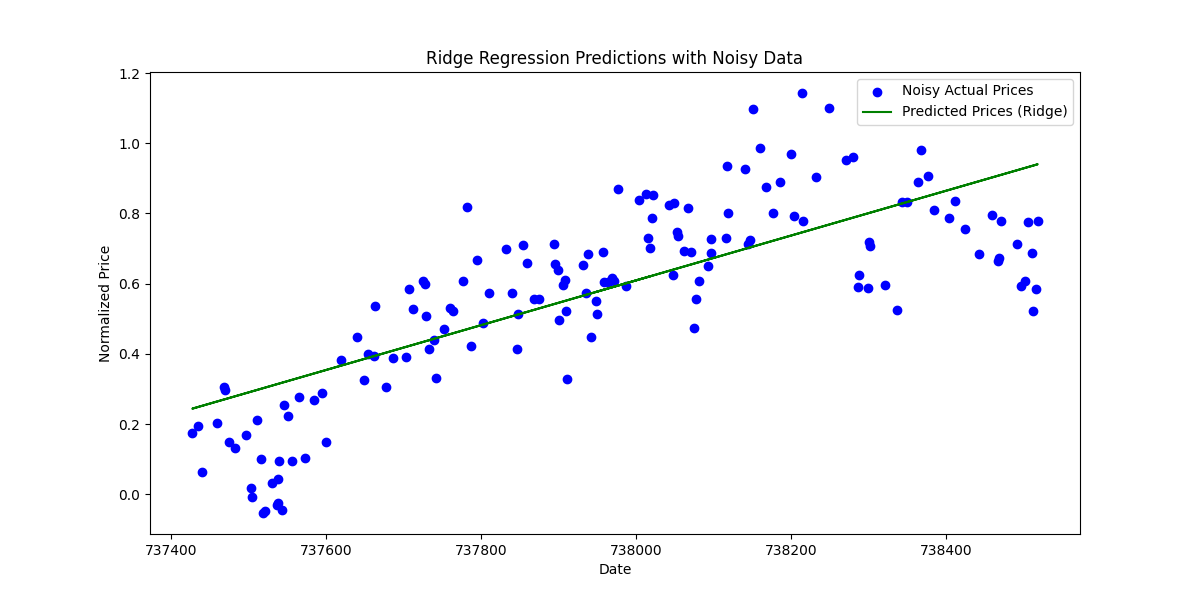 Ridge Regression Predictions with Noisy Data
Noisy Actual Prices
Predicted Prices (Ridge)
Normalized Price
1.2
1.0
0.8
0.6
0.4
0.2
0.0
737400 737600 737800 738000 738200 738400
Date